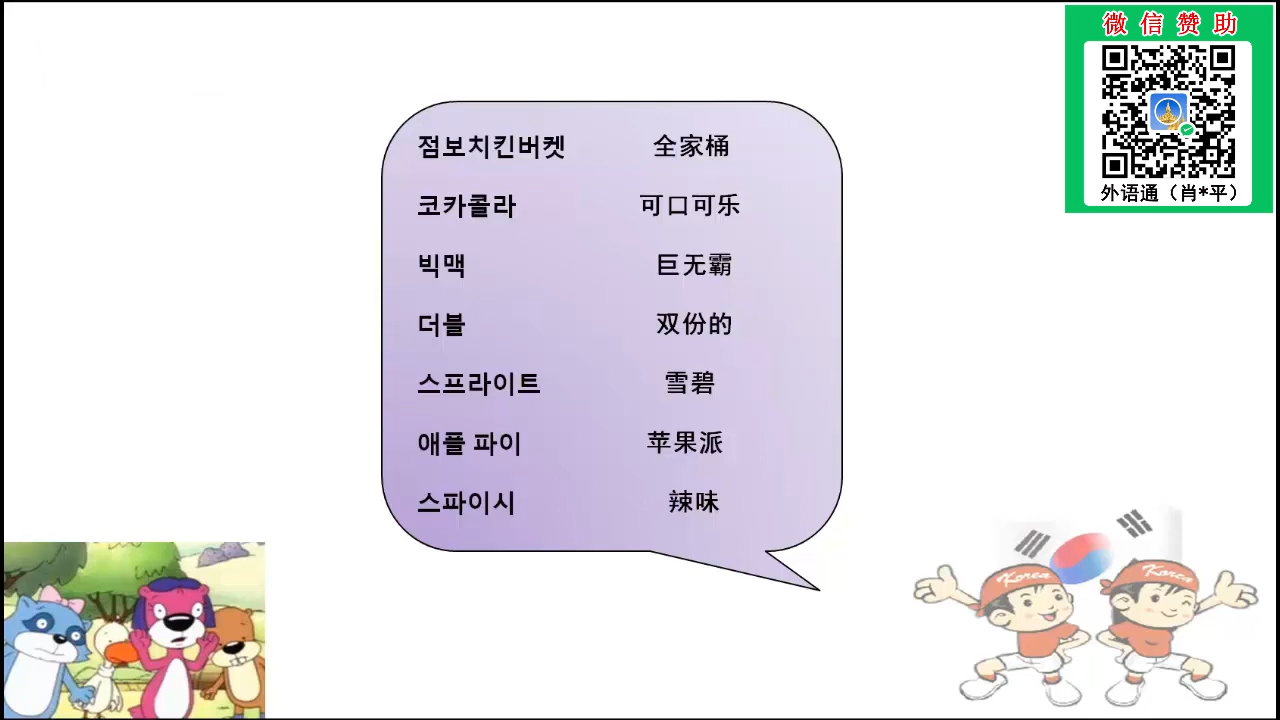 微信赞助
外语通（肖*平）
점보치킨버켓 全家桶
코카콜라 可口可乐
빅맥 巨无霸
더블 双份的
스프라이트 雪碧
애플 파이 苹果派
스파이시 辣味
Korea
Korea